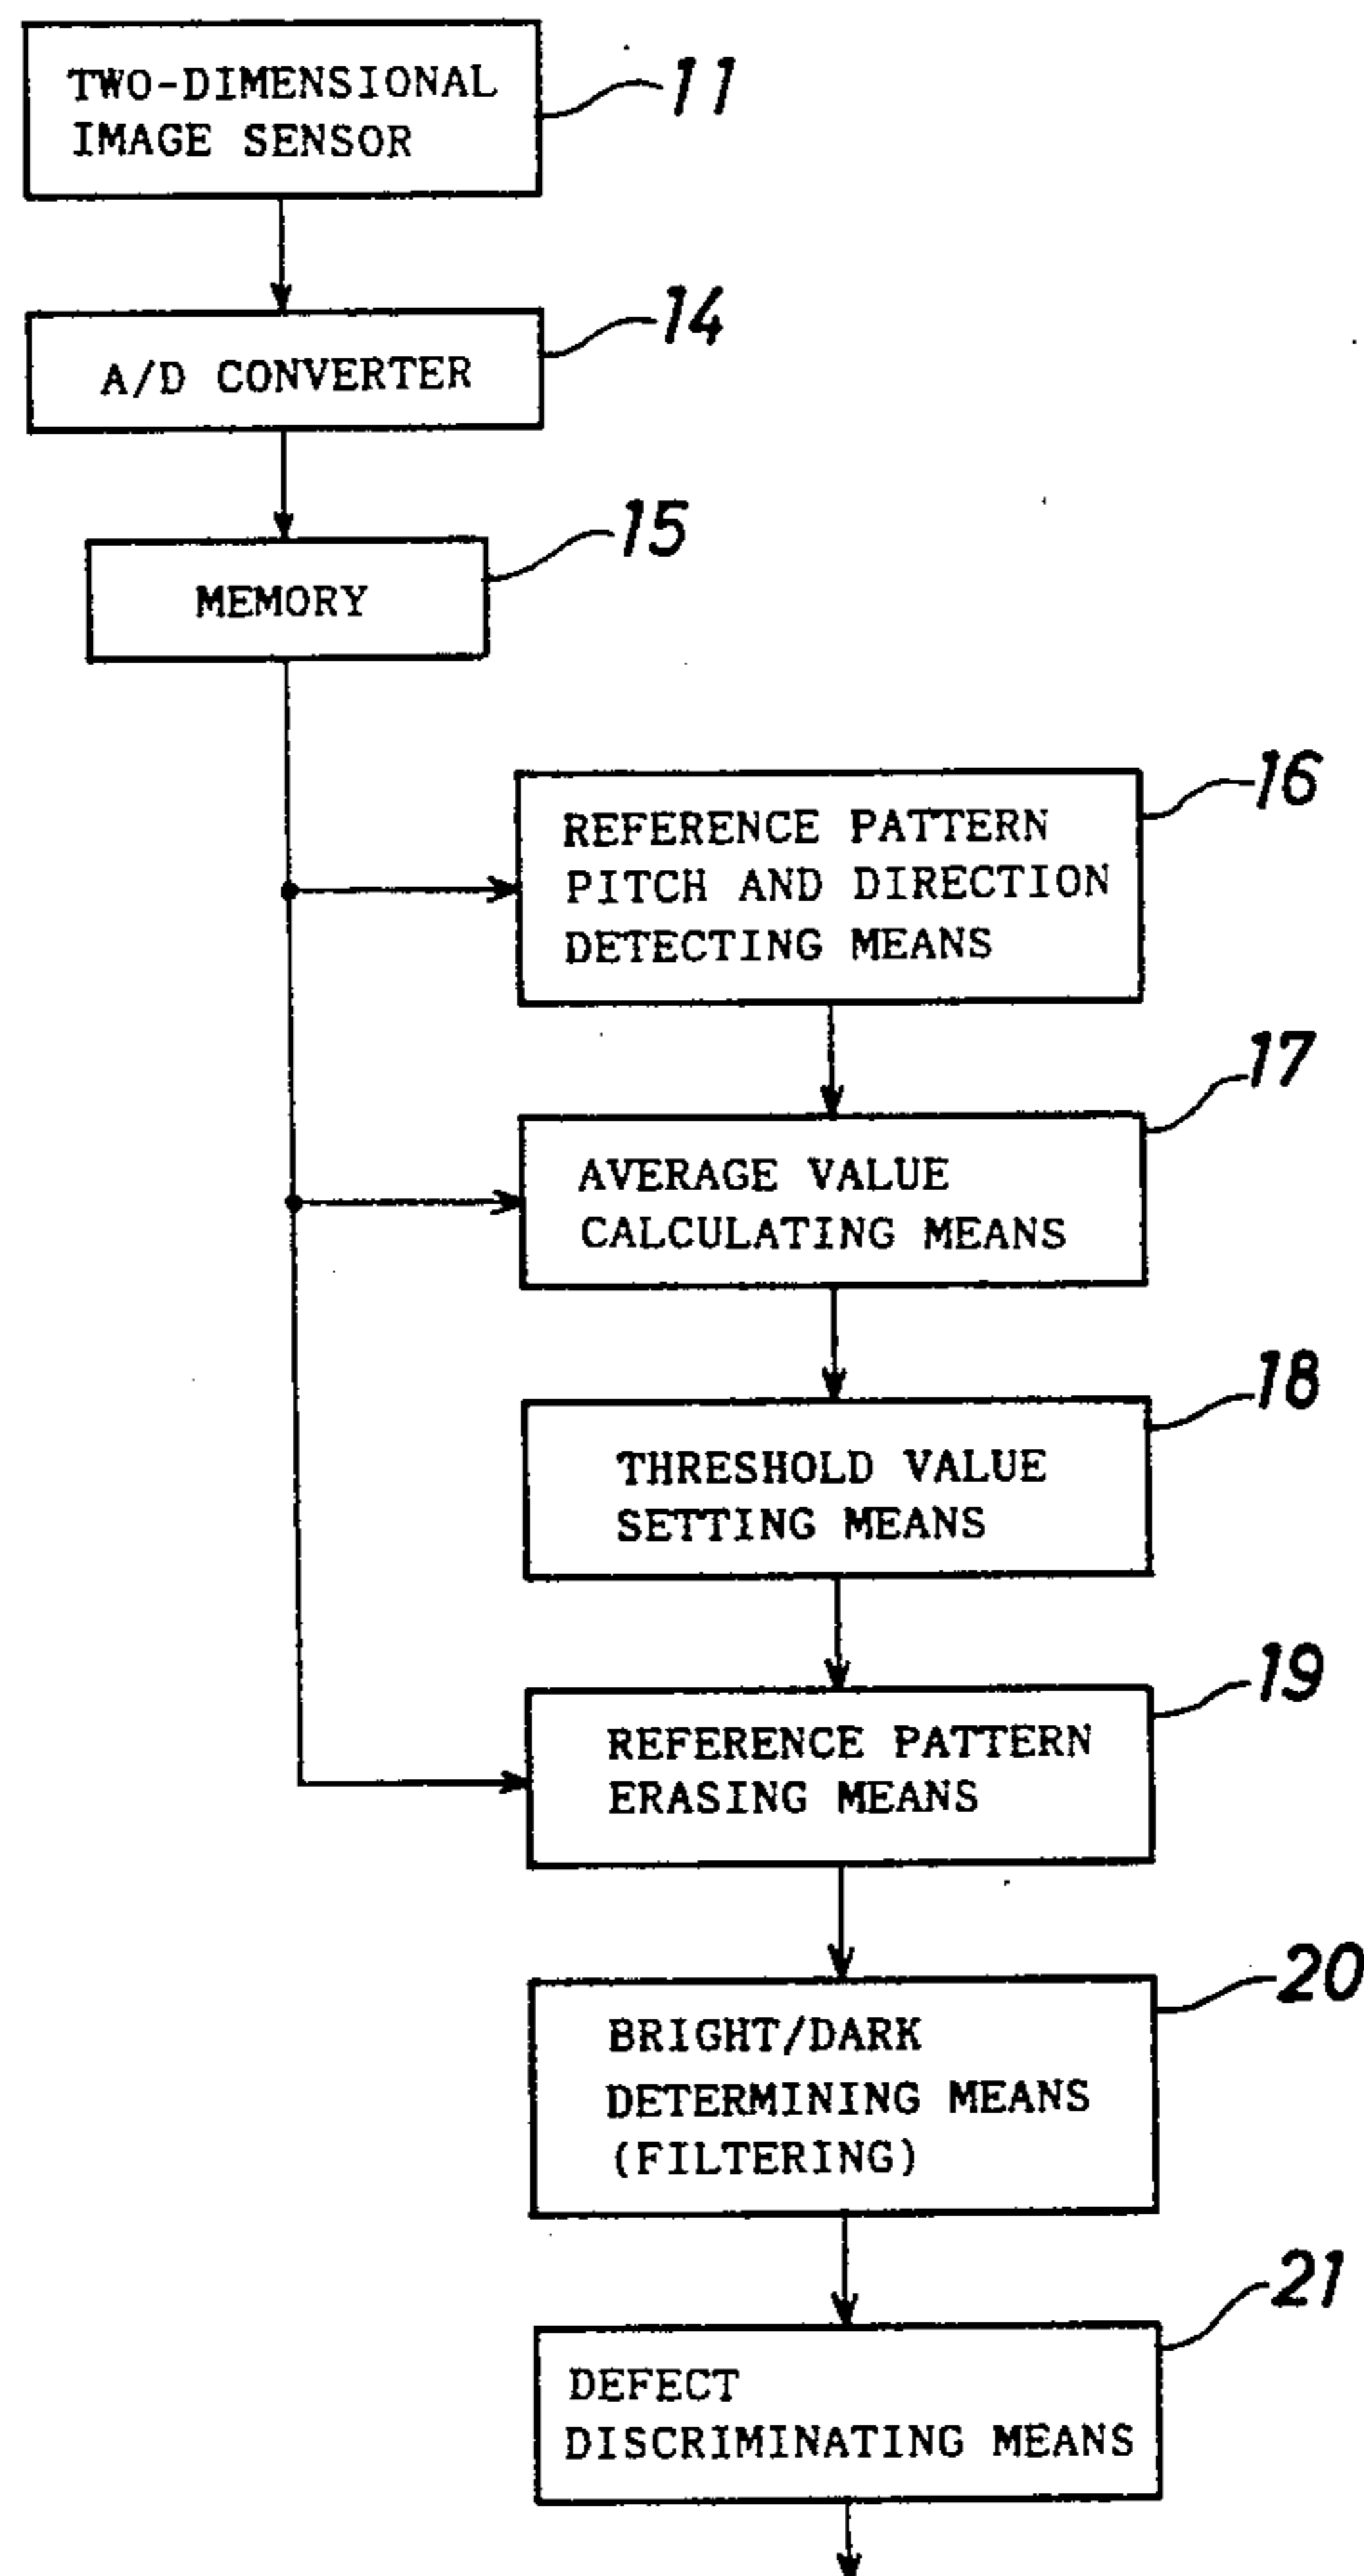 TWO-DIMENSIONAL
IMAGE SENSOR
11
A/D CONVERTER
14
MEMORY
15
REFERENCE PATTERN
PITCH AND DIRECTION
DETECTING MEANS
16
AVERAGE VALUE
CALCULATING MEANS
17
THRESHOLD VALUE
SETTING MEANS
18
REFERENCE PATTERN
ERASING MEANS
19
BRIGHT/DARK
DETERMINING MEANS
(FILTERING)
20
DEFECT
DISCRIMINATING MEANS
21